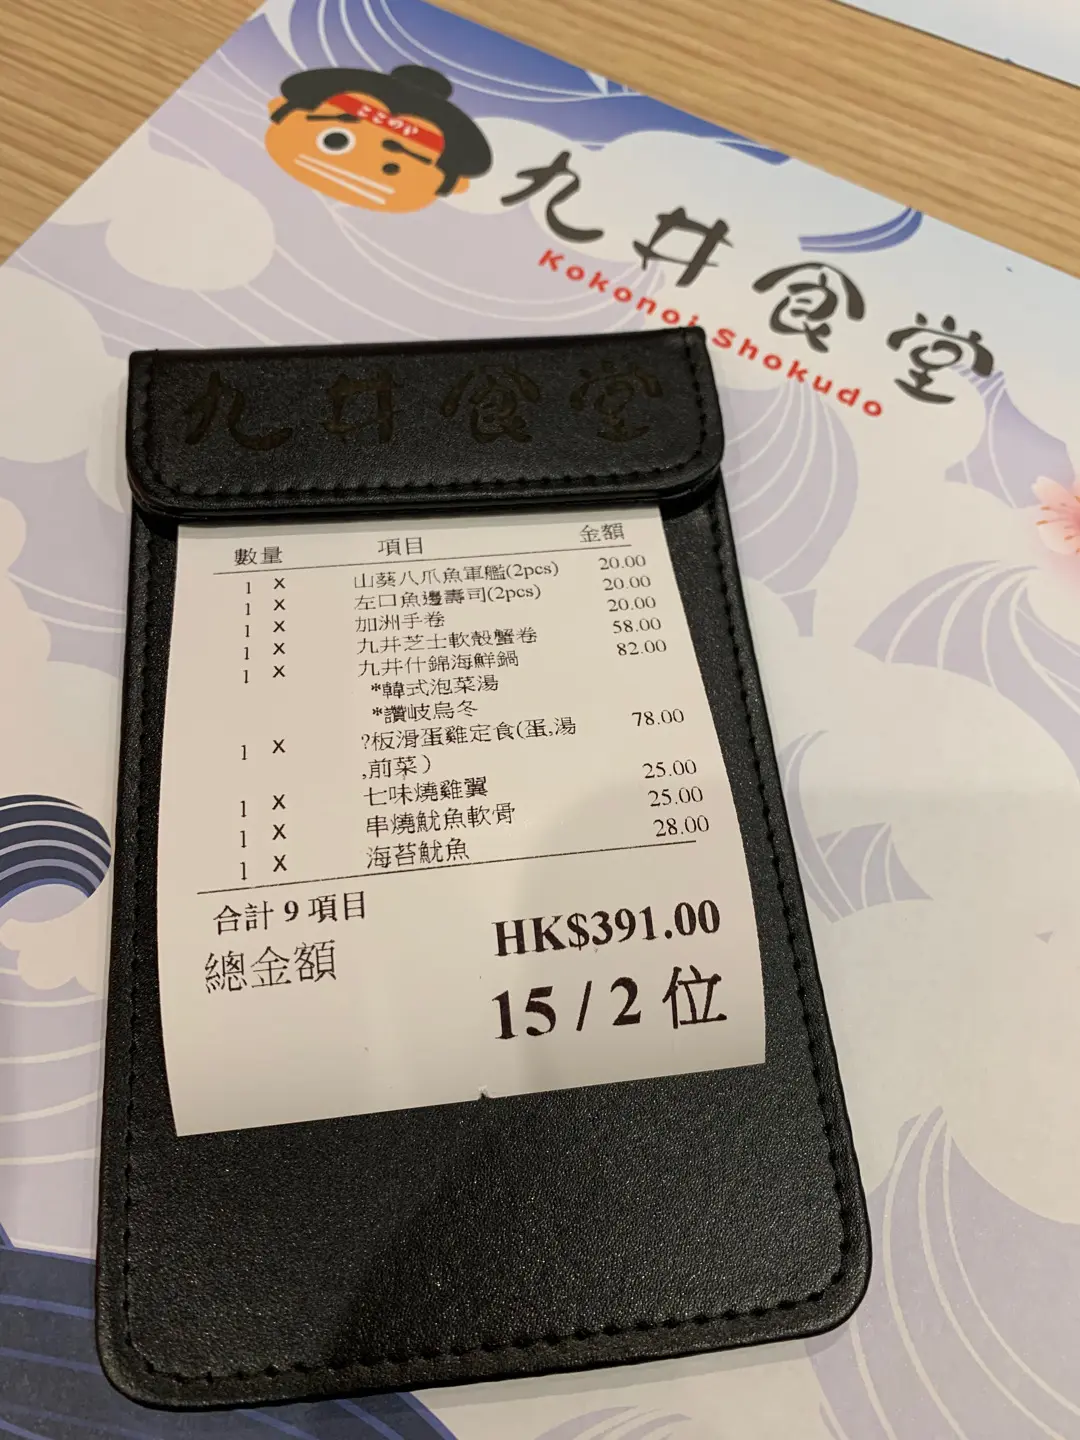 ここのい
九井食堂
Kokonoi Shokudo
九井食堂
數量 項目 金額
1 x 山葵八爪魚軍艦(2pcs) 20.00
1 x 左口魚邊壽司(2pcs) 20.00
1 x 加洲手卷 20.00
1 x 九井芝士軟殼蟹卷 58.00
1 x 九井什錦海鮮鍋 82.00
*韓式泡菜湯
*讚岐烏冬
1 x ?板滑蛋雞定食(蛋,湯 78.00
,前菜)
1 x 七味燒雞翼 25.00
1 x 串燒魷魚軟骨 25.00
1 x 海苔魷魚 28.00
合計 9 項目
總金額 HK$391.00
15 / 2 位